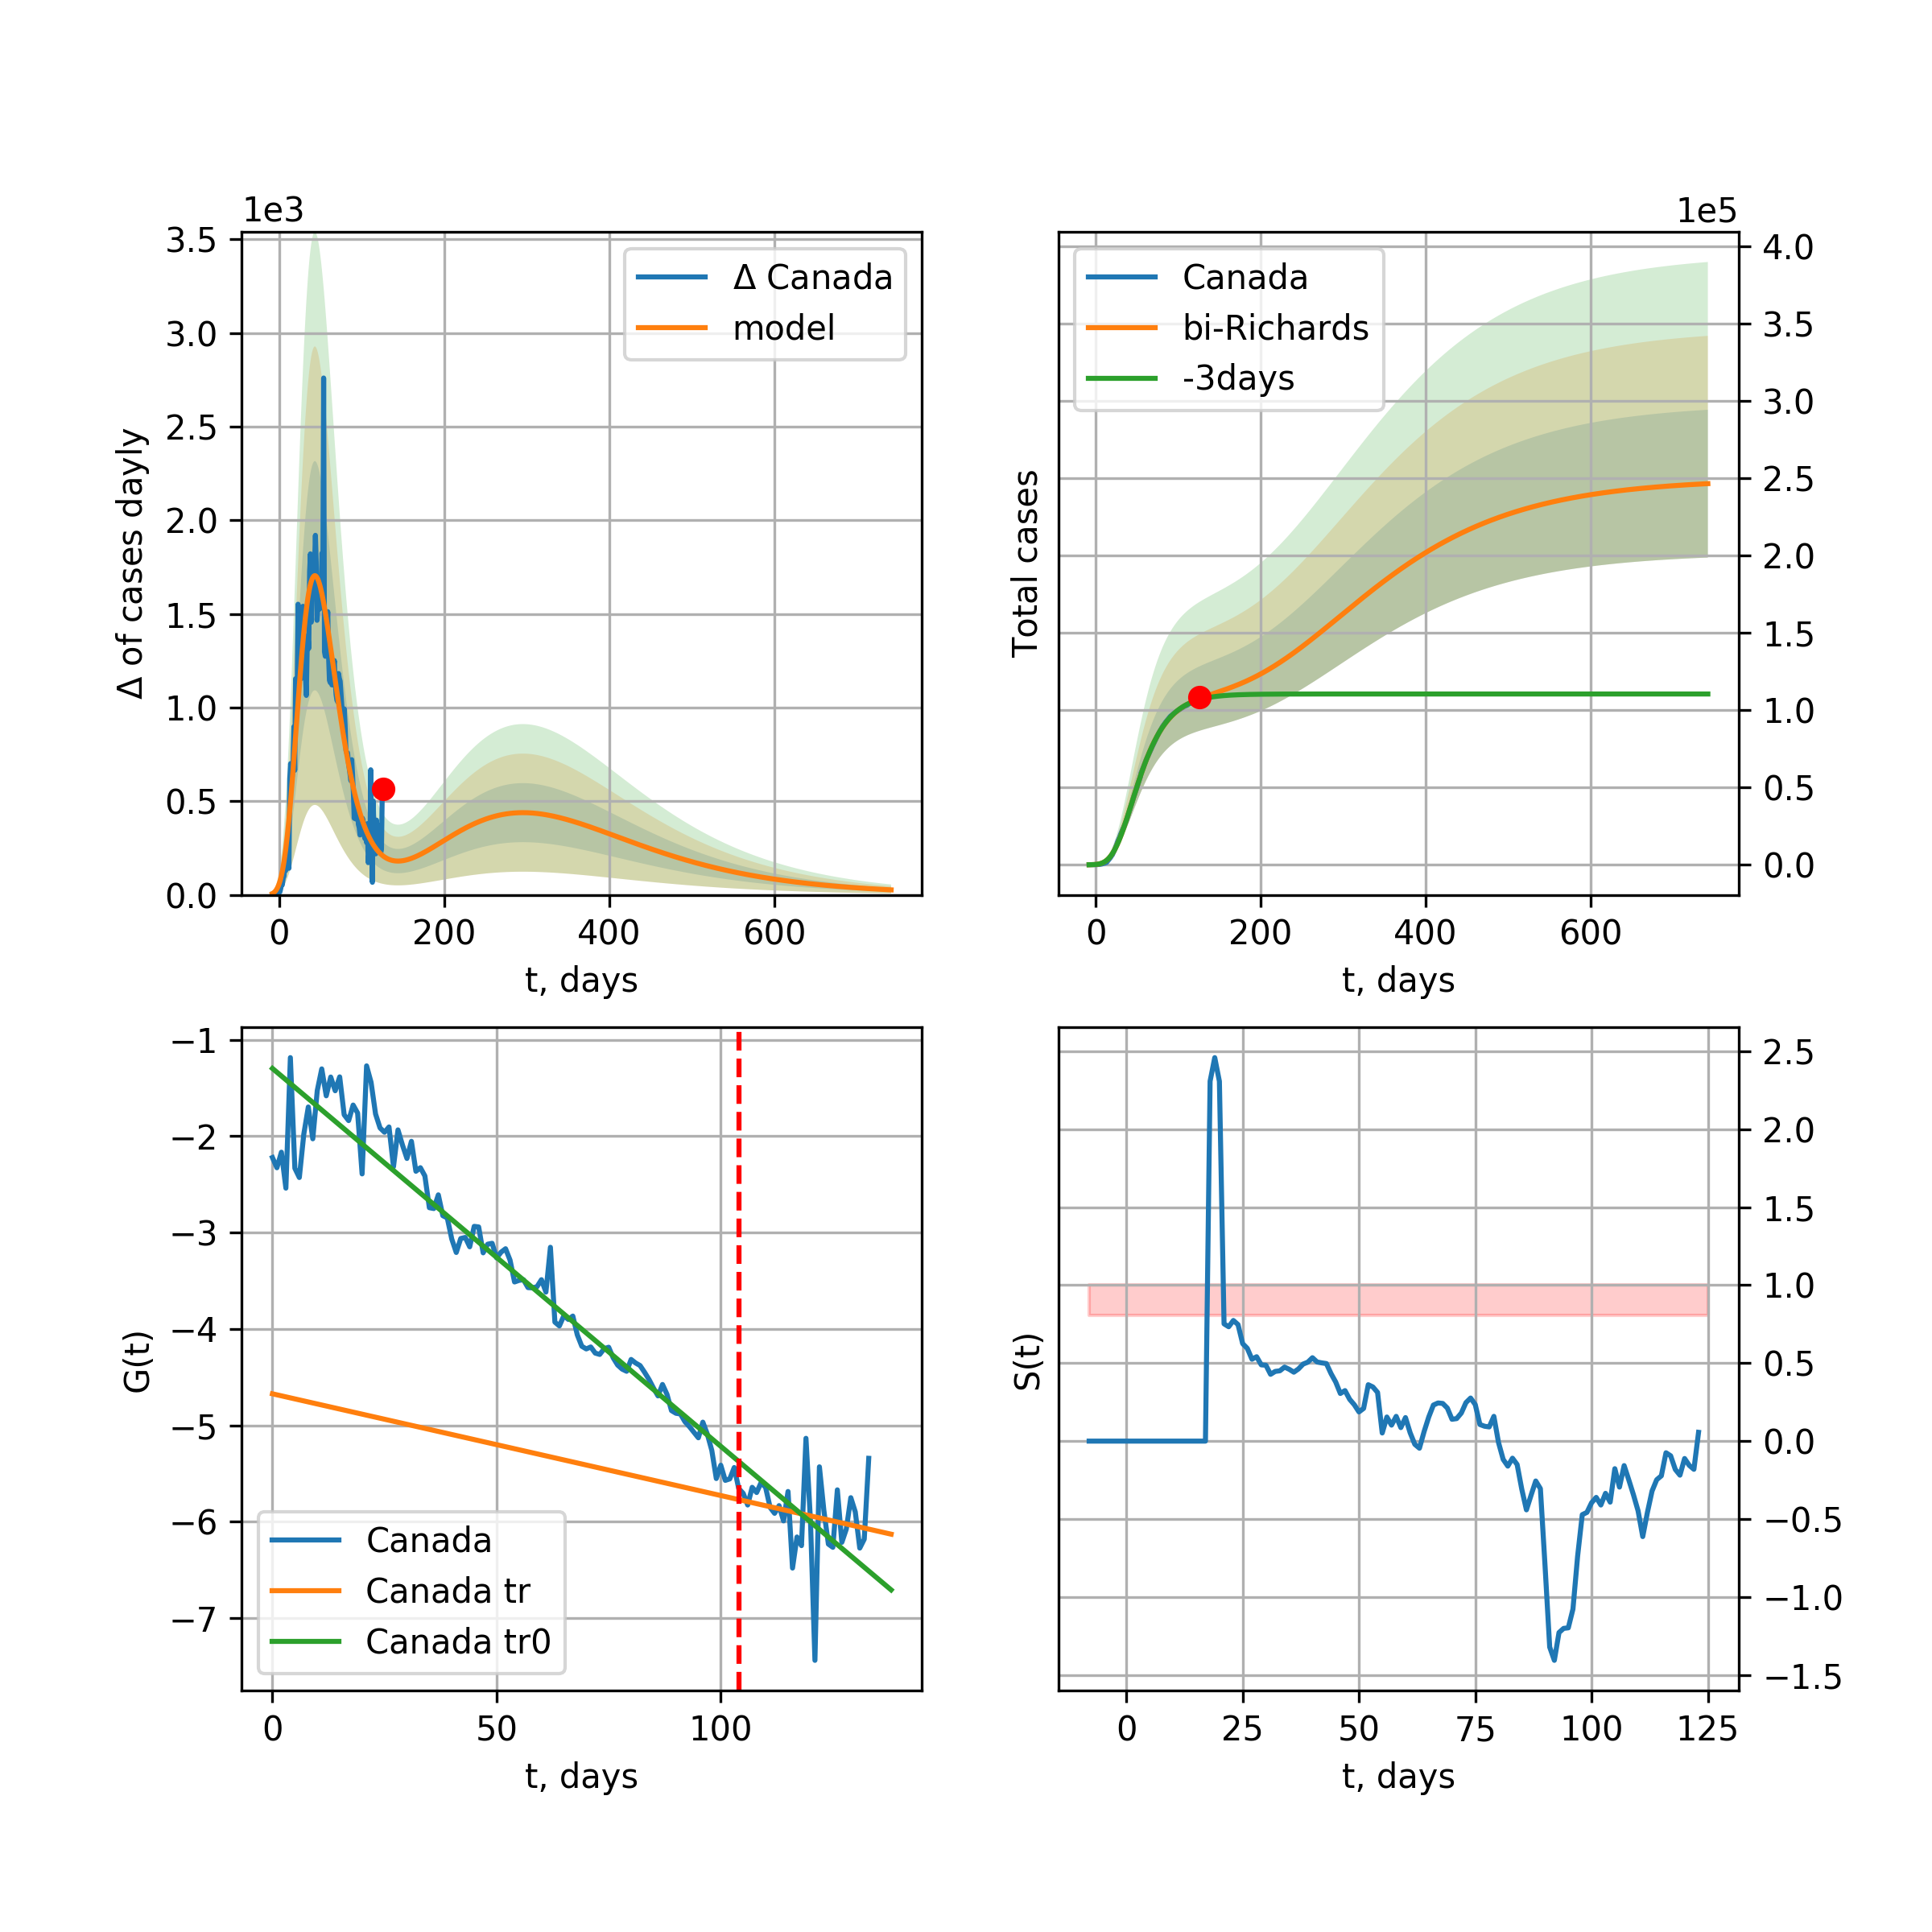 1e3
3.5
3.0
2.5
2.0
1.5
1.0
0.5
0.0
Δ of cases dayly
Δ Canada
model
0 200 400 600
t, days
1e5
4.0
3.5
3.0
2.5
2.0
1.5
1.0
0.5
0.0
Total cases
Canada
bi-Richards
-3days
0 200 400 600
t, days
−1
−2
−3
−4
−5
−6
−7
G(t)
Canada
Canada tr
Canada tr0
0 50 100
t, days
2.5
2.0
1.5
1.0
0.5
0.0
−0.5
−1.0
−1.5
S(t)
0 25 50 75 100 125
t, days